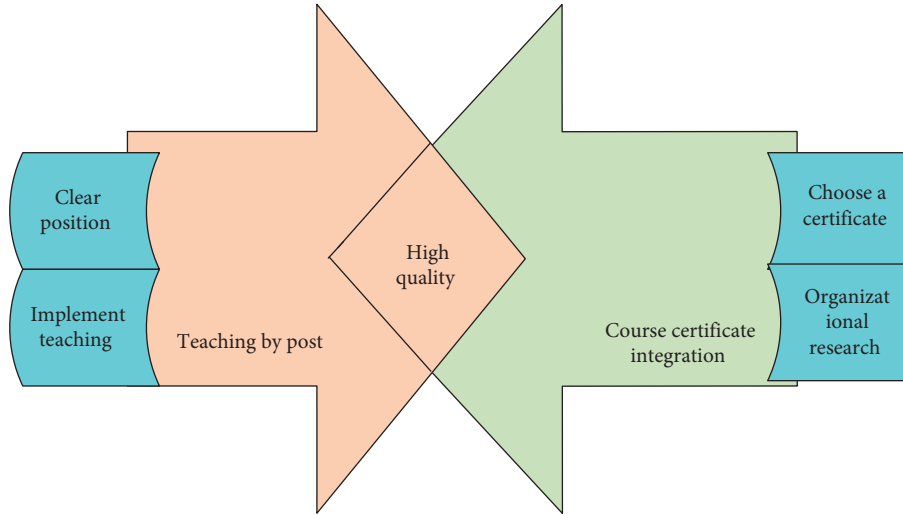 Clear
position
Implement
teaching
Teaching by post
High
quality
Course certificate
integration
Choose a
certificate
Organizat
ional
research